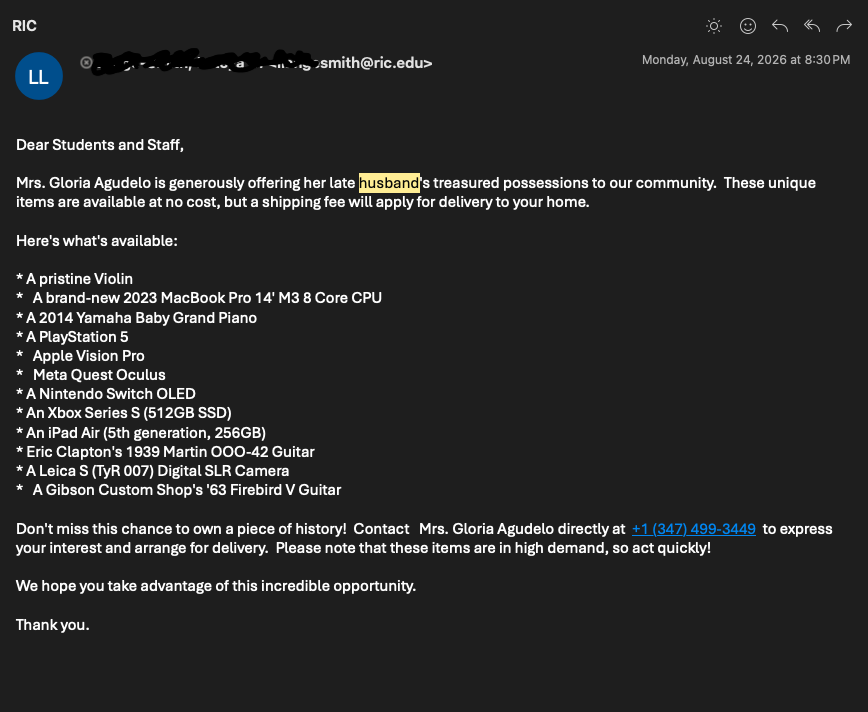 RIC
LL
smith@ric.edu>
Monday, August 24, 2026 at 8:30 PM
Dear Students and Staff,
Mrs. Gloria Agudelo is generously offering her late husband's treasured possessions to our community.  These unique
items are available at no cost, but a shipping fee will apply for delivery to your home.
Here's what's available:
* A pristine Violin
*   A brand-new 2023 MacBook Pro 14' M3 8 Core CPU
* A 2014 Yamaha Baby Grand Piano
* A PlayStation 5
*   Apple Vision Pro
*   Meta Quest Oculus
* A Nintendo Switch OLED
* An Xbox Series S (512GB SSD)
* An iPad Air (5th generation, 256GB)
* Eric Clapton's 1939 Martin OOO-42 Guitar
* A Leica S (TyR 007) Digital SLR Camera
*   A Gibson Custom Shop's '63 Firebird V Guitar
Don't miss this chance to own a piece of history!  Contact   Mrs. Gloria Agudelo directly at  +1 (347) 499-3449  to express
your interest and arrange for delivery.  Please note that these items are in high demand, so act quickly!
We hope you take advantage of this incredible opportunity.
Thank you.